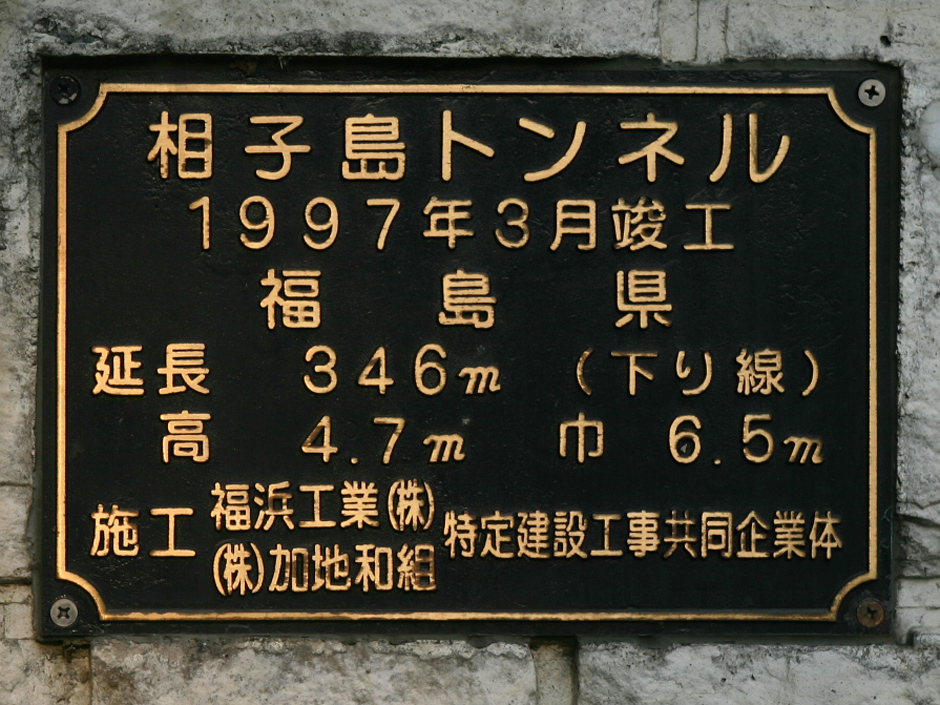 相子島トンネル
1997年3月竣工
福島県
延長 346m (下り線)
高 4.7m 巾 6.5m
施工 福浜工業(株) 特定建設工事共同企業体
(株)加地和組